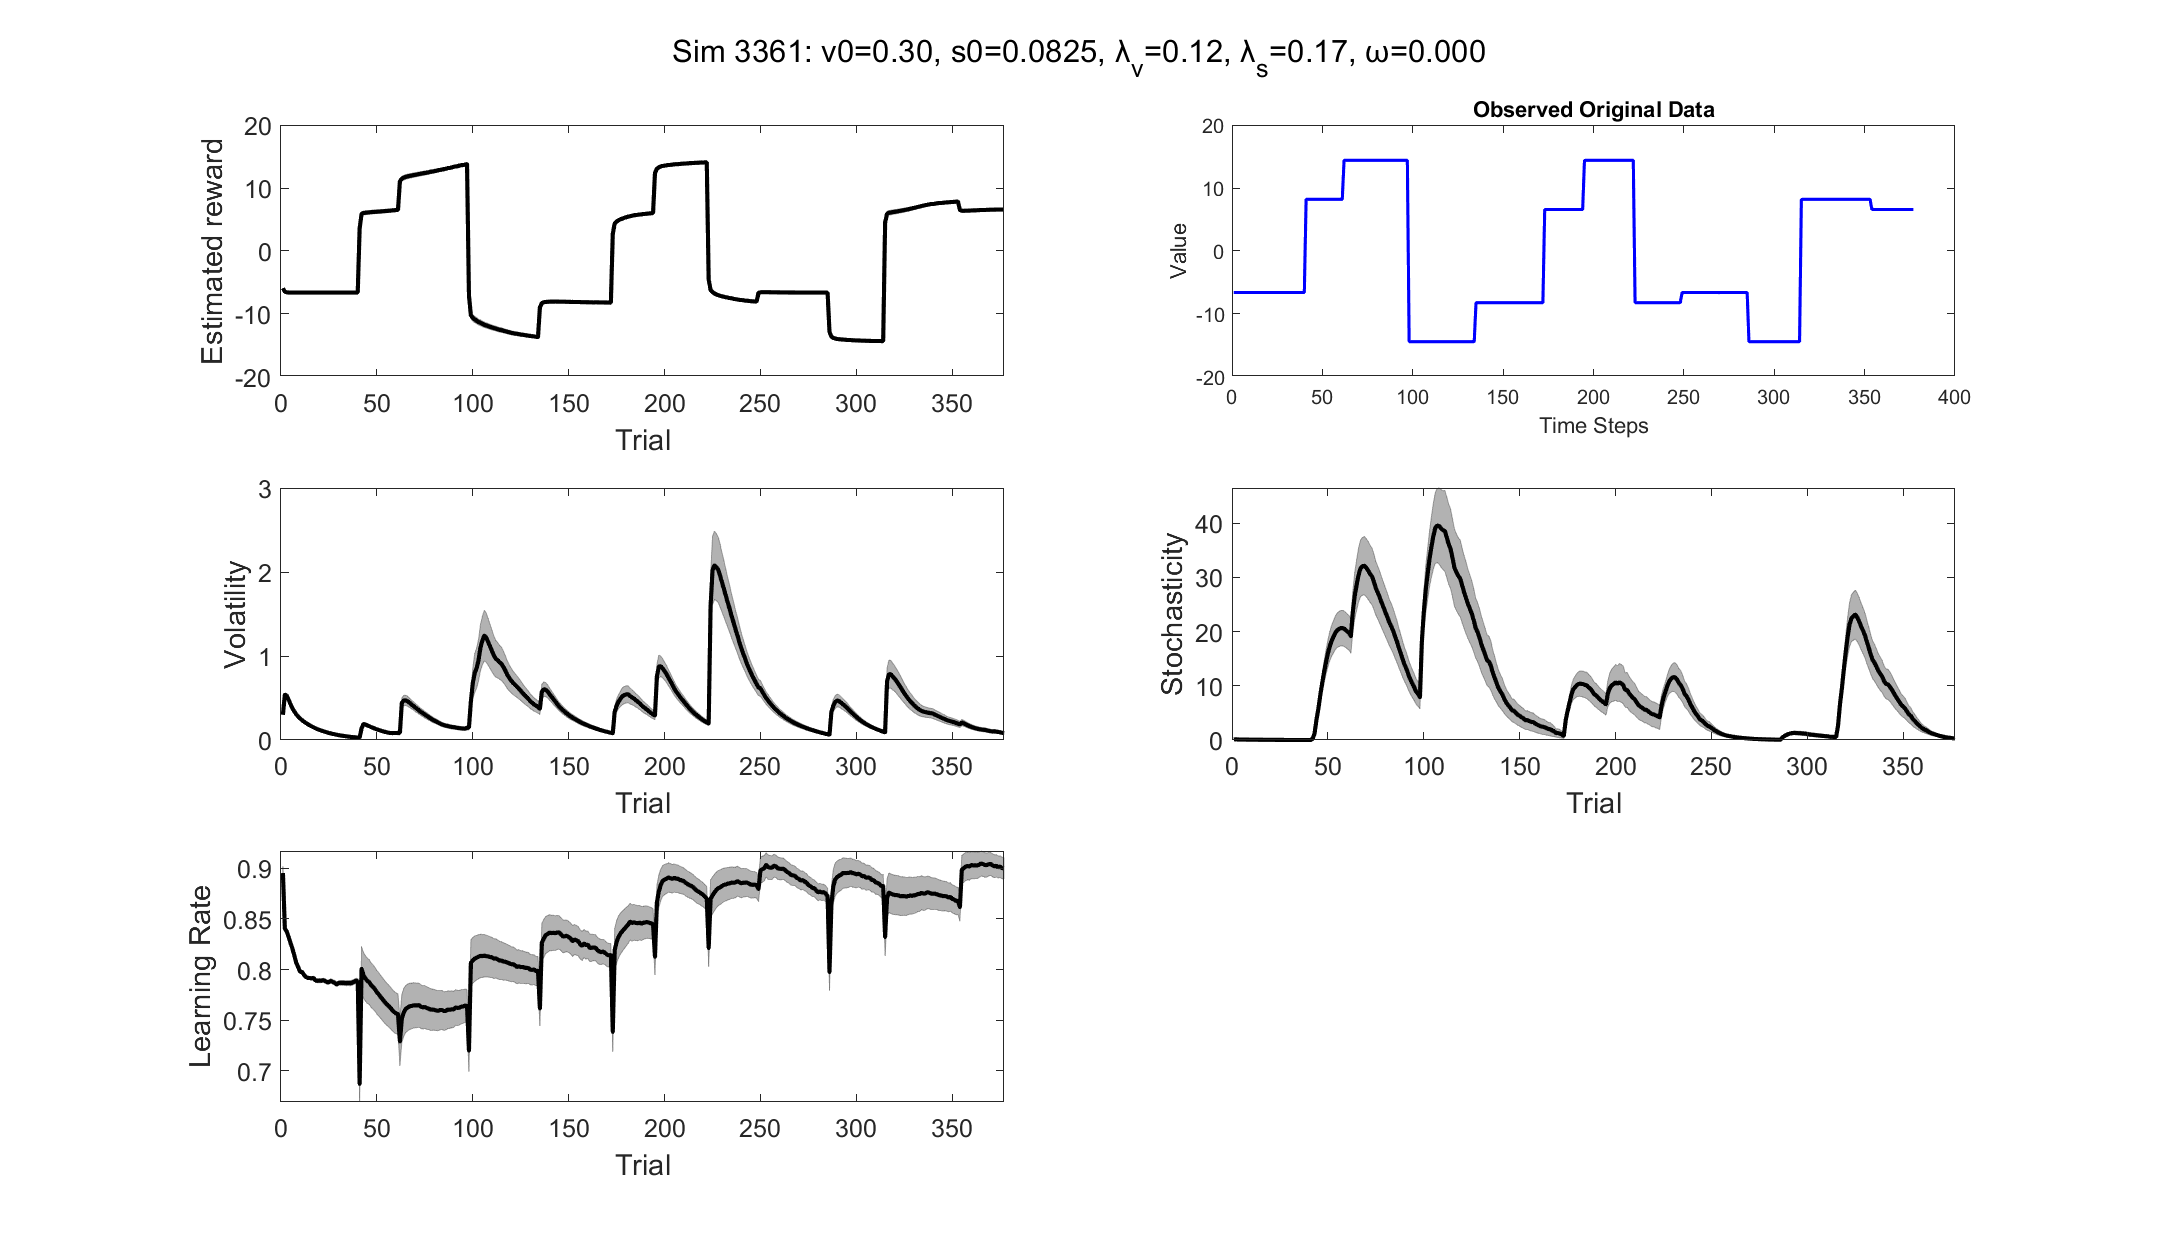 Sim 3361: v0=0.30, s0=0.0825, λ_v=0.12, λ_s=0.17, ω=0.000
Estimated reward
20
10
0
-10
-20
0 50 100 150 200 250 300 350
Trial
Observed Original Data
Value
20
10
0
-10
-20
0 50 100 150 200 250 300 350 400
Time Steps
Volatility
3
2
1
0
0 50 100 150 200 250 300 350
Trial
Stochasticity
40
30
20
10
0
0 50 100 150 200 250 300 350
Trial
Learning Rate
0.9
0.85
0.8
0.75
0.7
0 50 100 150 200 250 300 350
Trial